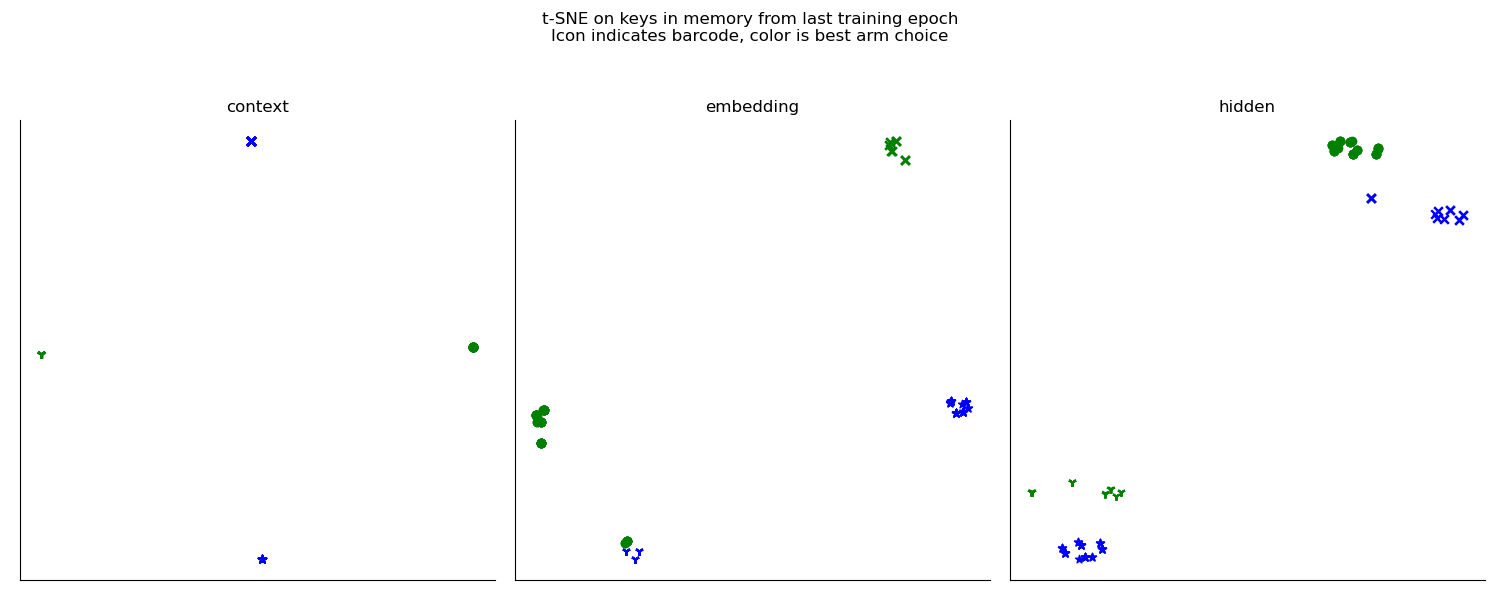 t-SNE on keys in memory from last training epoch
Icon indicates barcode, color is best arm choice
context
embedding
hidden